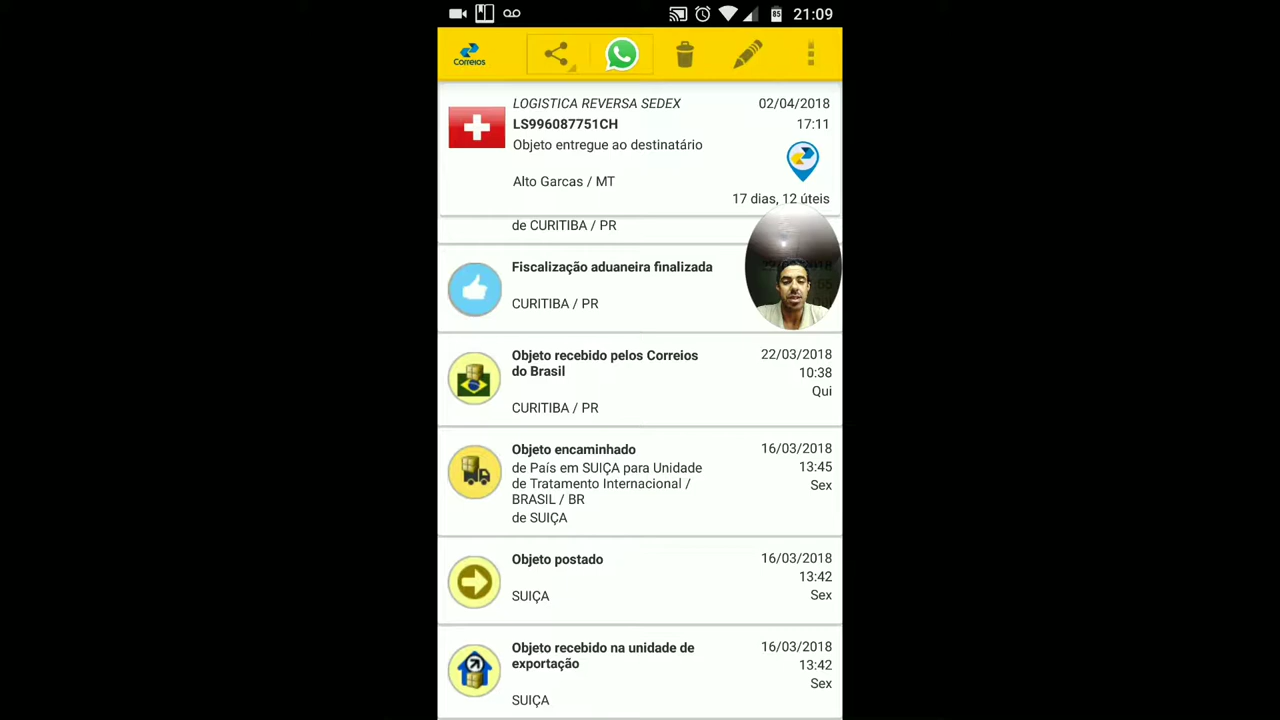 85 21:09
Correios
LOGISTICA REVERSA SEDEX 02/04/2018
LS996087751CH 17:11
Objeto entregue ao destinatário
Alto Garcas / MT
17 dias, 12 úteis
de CURITIBA / PR
Fiscalização aduaneira finalizada
CURITIBA / PR
Qui
Objeto recebido pelos Correios 22/03/2018
do Brasil 10:38
Qui
CURITIBA / PR
Objeto encaminhado 16/03/2018
de País em SUIÇA para Unidade 13:45
de Tratamento Internacional / Sex
BRASIL / BR
de SUIÇA
Objeto postado 16/03/2018
13:42
SUIÇA Sex
Objeto recebido na unidade de 16/03/2018
exportação 13:42
Sex
SUIÇA